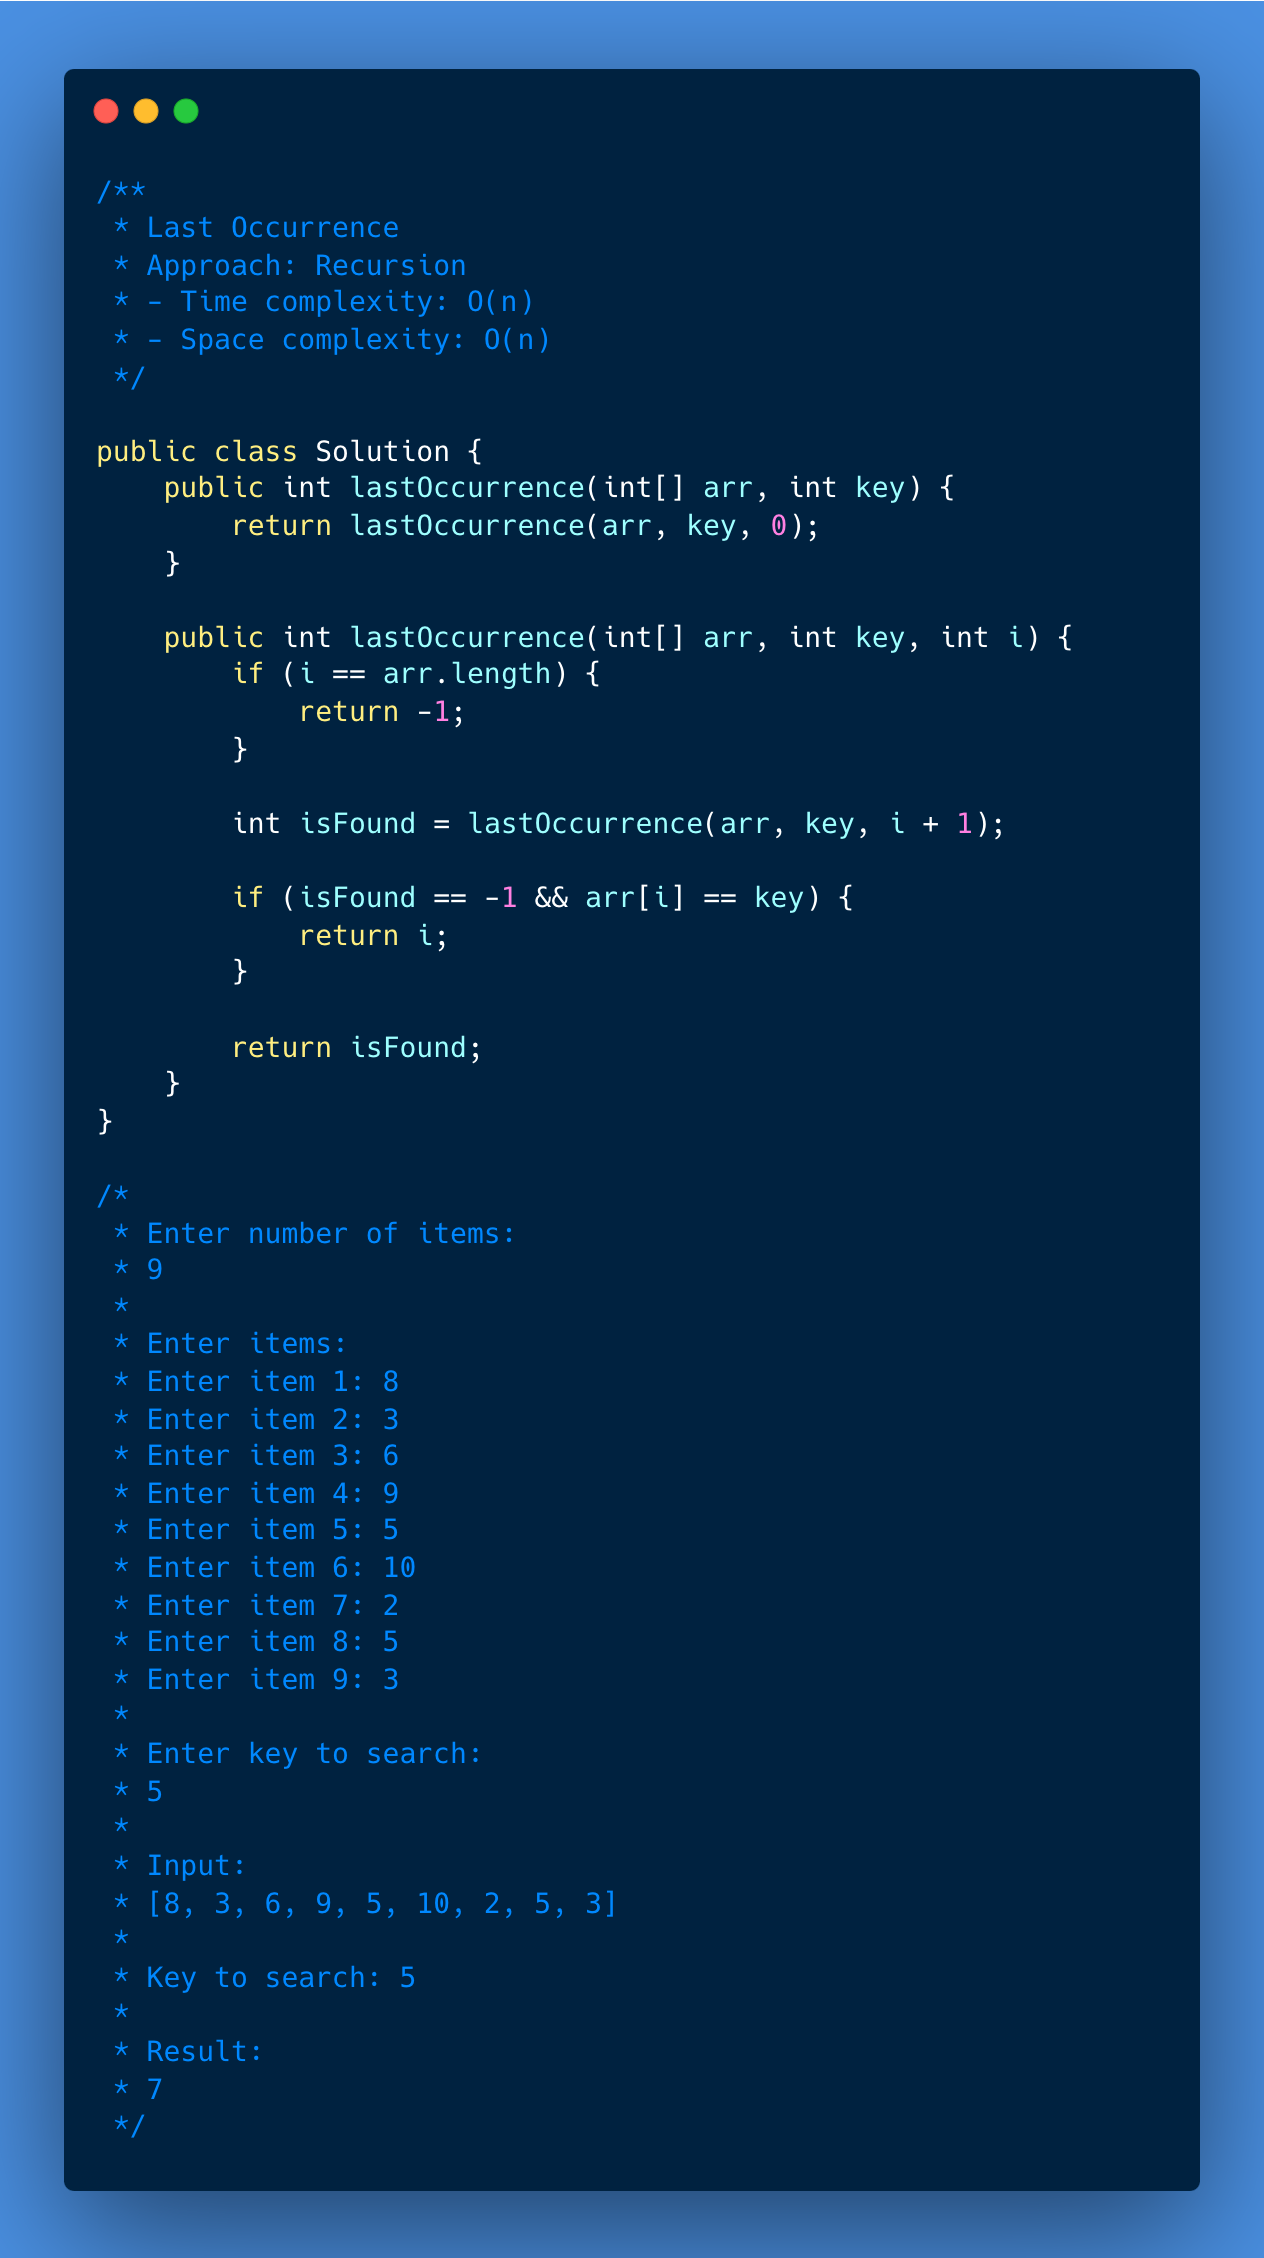 /**
 * Last Occurrence
 * Approach: Recursion
 * - Time complexity: O(n)
 * - Space complexity: O(n)
 */

public class Solution {
    public int lastOccurrence(int[] arr, int key) {
        return lastOccurrence(arr, key, 0);
    }

    public int lastOccurrence(int[] arr, int key, int i) {
        if (i == arr.length) {
            return -1;
        }

        int isFound = lastOccurrence(arr, key, i + 1);

        if (isFound == -1 && arr[i] == key) {
            return i;
        }

        return isFound;
    }
}

/*
 * Enter number of items:
 * 9
 *
 * Enter items:
 * Enter item 1: 8
 * Enter item 2: 3
 * Enter item 3: 6
 * Enter item 4: 9
 * Enter item 5: 5
 * Enter item 6: 10
 * Enter item 7: 2
 * Enter item 8: 5
 * Enter item 9: 3
 *
 * Enter key to search:
 * 5
 *
 * Input:
 * [8, 3, 6, 9, 5, 10, 2, 5, 3]
 *
 * Key to search: 5
 *
 * Result:
 * 7
 */